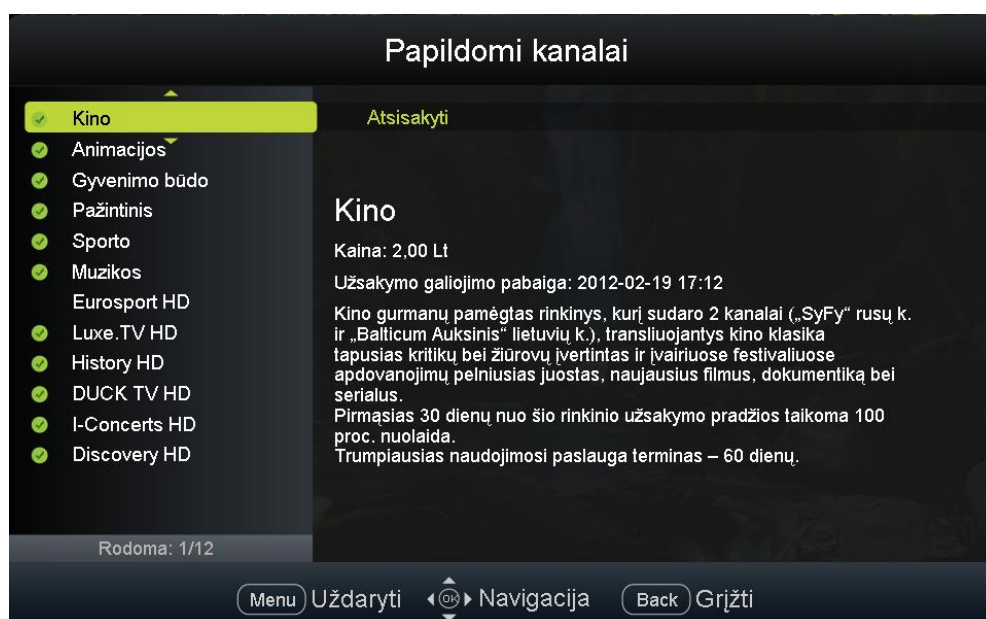 Papildomi kanalai
Kino
Animacijos
Gyvenimo būdo
Pažintinis
Sporto
Muzikos
Eurosport HD
Luxe.TV HD
History HD
DUCK TV HD
I-Concerts HD
Discovery HD
Rodoma: 1/12
Atsisakyti
Kino
Kaina: 2,00 Lt
Užsakymo galiojimo pabaiga: 2012-02-19 17:12
Kino gurmanų pamėgtas rinkinys, kurį sudaro 2 kanalai („SyFy“ rusų k.
ir „Balticum Auksinis“ lietuvių k.), transliuojantys kino klasika
tapusias kritikų bei žiūrovų įvertintas ir įvairiuose festivaliuose
apdovanojimų pelniusias juostas, naujausius filmus, dokumentiką bei
serialus.
Pirmąsias 30 dienų nuo šio rinkinio užsakymo pradžios taikoma 100
proc. nuolaida.
Trumpiausias naudojimosi paslauga terminas – 60 dienų.
Menu Uždaryti OK Navigacija Back Grįžti